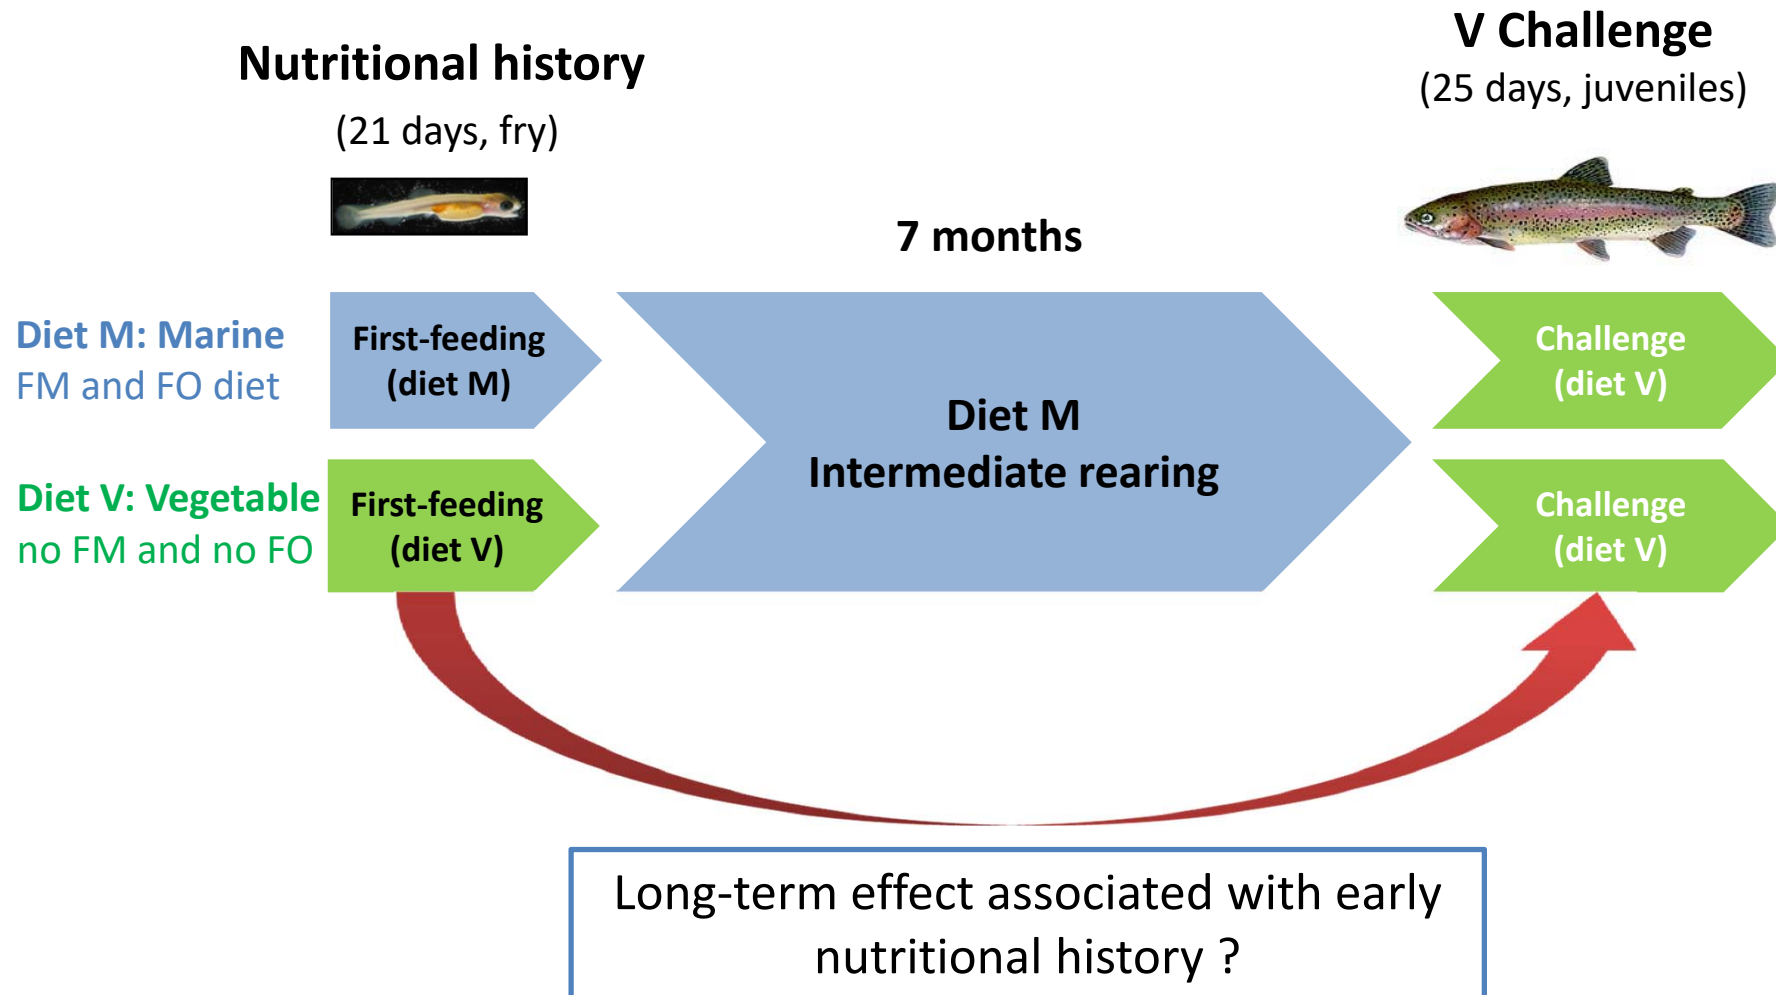 Nutritional history
(21 days, fry)
V Challenge
(25 days, juveniles)
7 months
Diet M: Marine
FM and FO diet
First-feeding
(diet M)
Diet V: Vegetable
no FM and no FO
First-feeding
(diet V)
Diet M
Intermediate rearing
Challenge
(diet V)
Challenge
(diet V)
Long-term effect associated with early
nutritional history ?